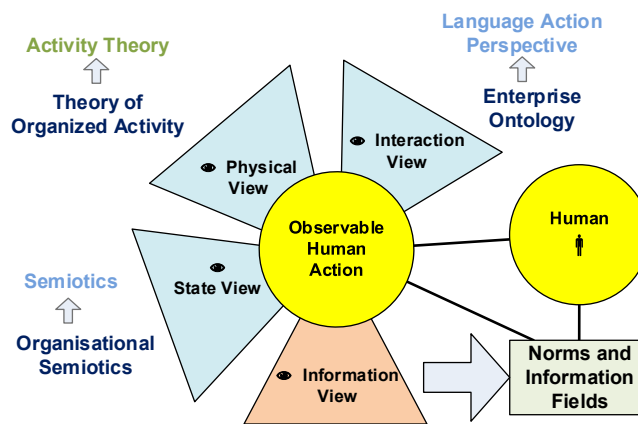 Activity Theory
Theory of
Organized Activity
Language Action
Perspective
Enterprise
Ontology
Physical
View
Interaction
View
Observable
Human
Action
Human
Semiotics
Organisational
Semiotics
State View
Information
View
Norms and
Information
Fields